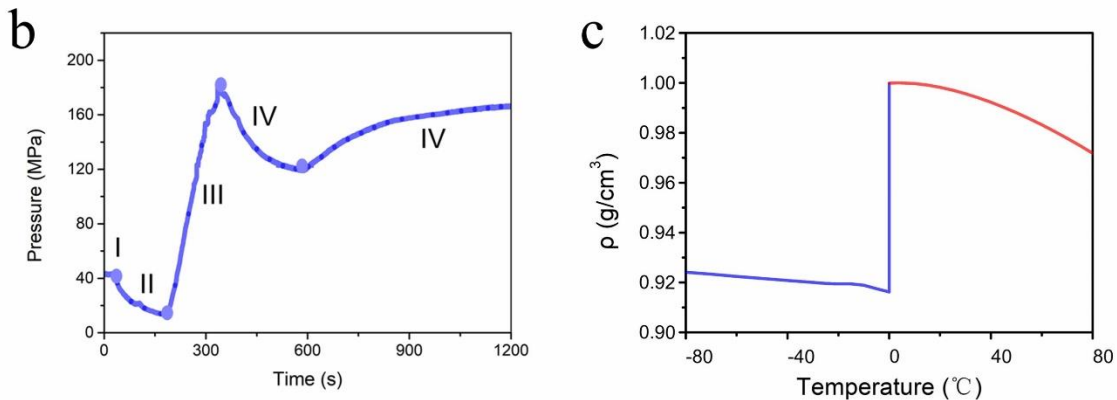 b
220
160
120
80
40
0
Pressure (MPa)
I
II
III
IV
IV
0
300
600
900
1200
Time (s)
c
1.02
1.00
0.98
0.96
0.94
0.92
0.90
ρ (g/cm³)
-80
-40
0
40
80
Temperature (℃)